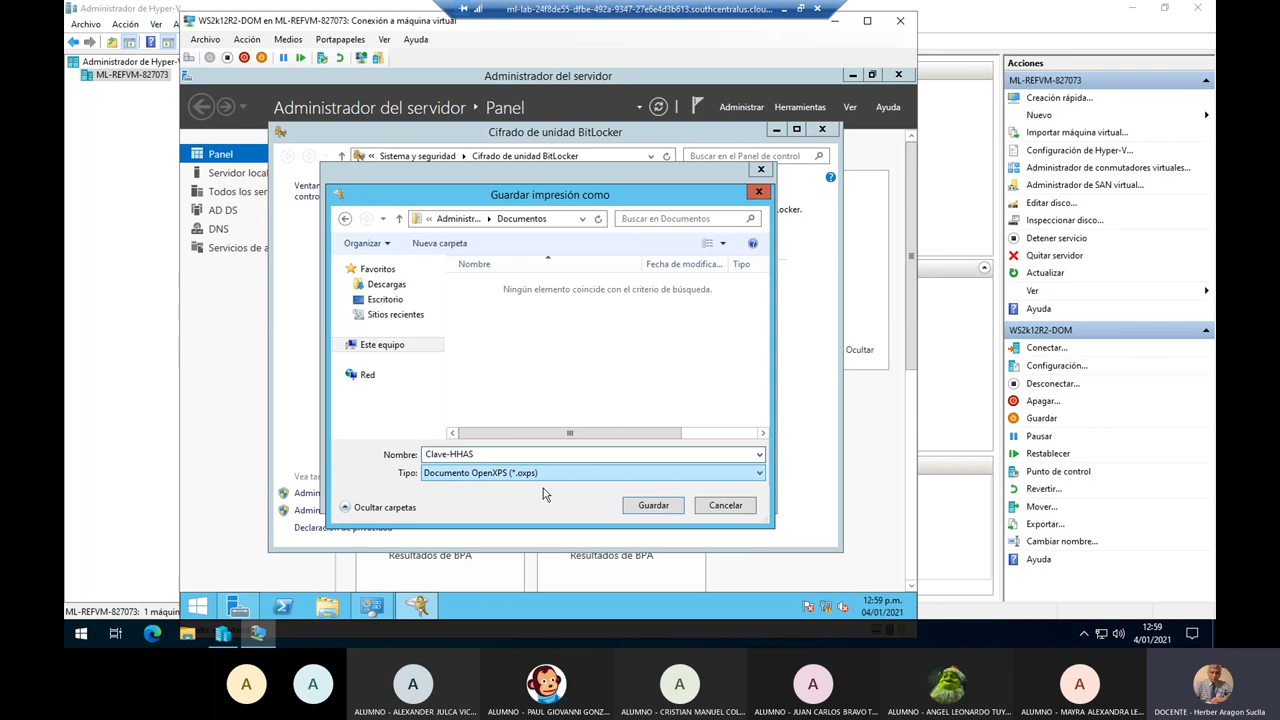 Administrador de Hyper-V
Archivo
Acción
Ver
Administrador de Hyper-V
ML-REFVM-827073
ML-REFVM-827073: 1 máquin
ml-lab-24f8de55-dfbe-492a-9347-27e6e4d3b613.southcentralus.clou...
WS2k12R2-DOM en ML-REFVM-827073: Conexión a máquina virtual
Archivo
Acción
Medios
Portapapeles
Ver
Ayuda
Administrador del servidor
Administrador del servidor
Panel
Administrar
Herramientas
Ver
Ayuda
Panel
Servidor local
Todos los ser
AD DS
DNS
Servicios de a
Cifrado de unidad BitLocker
Sistema y seguridad
Cifrado de unidad BitLocker
Buscar en el Panel de control
Ventan
control
ocker.
Ocultar
Vea tam
Admin
Admin
Declaración de privacidad
Guardar impresión como
Administr...
Documentos
Buscar en Documentos
Organizar
Nueva carpeta
Favoritos
Descargas
Escritorio
Sitios recientes
Este equipo
Red
Nombre
Fecha de modifica...
Tipo
Ningún elemento coincide con el criterio de búsqueda.
Nombre:
Clave-HHAS
Tipo:
Documento OpenXPS (*.oxps)
Ocultar carpetas
Guardar
Cancelar
Resultados de BPA
Resultados de BPA
12:59 p.m.
04/01/2021
Acciones
ML-REFVM-827073
Creación rápida...
Nuevo
Importar máquina virtual...
Configuración de Hyper-V...
Administrador de conmutadores virtuales...
Administrador de SAN virtual...
Editar disco...
Inspeccionar disco...
Detener servicio
Quitar servidor
Actualizar
Ver
Ayuda
WS2k12R2-DOM
Conectar...
Configuración...
Desconectar...
Apagar...
Guardar
Pausar
Restablecer
Punto de control
Revertir...
Mover...
Exportar...
Cambiar nombre...
Ayuda
12:59
4/01/2021
A
A
A
A
A
A
ALUMNO - ALEXANDER JULCA VIC...
ALUMNO - PAUL GIOVANNI GONZ...
ALUMNO - CRISTIAN MANUEL COL...
ALUMNO - JUAN CARLOS BRAVO T...
ALUMNO - ANGEL LEONARDO TUY...
ALUMNO - MAYRA ALEXANDRA LE...
DOCENTE - Herber Aragon Suclla